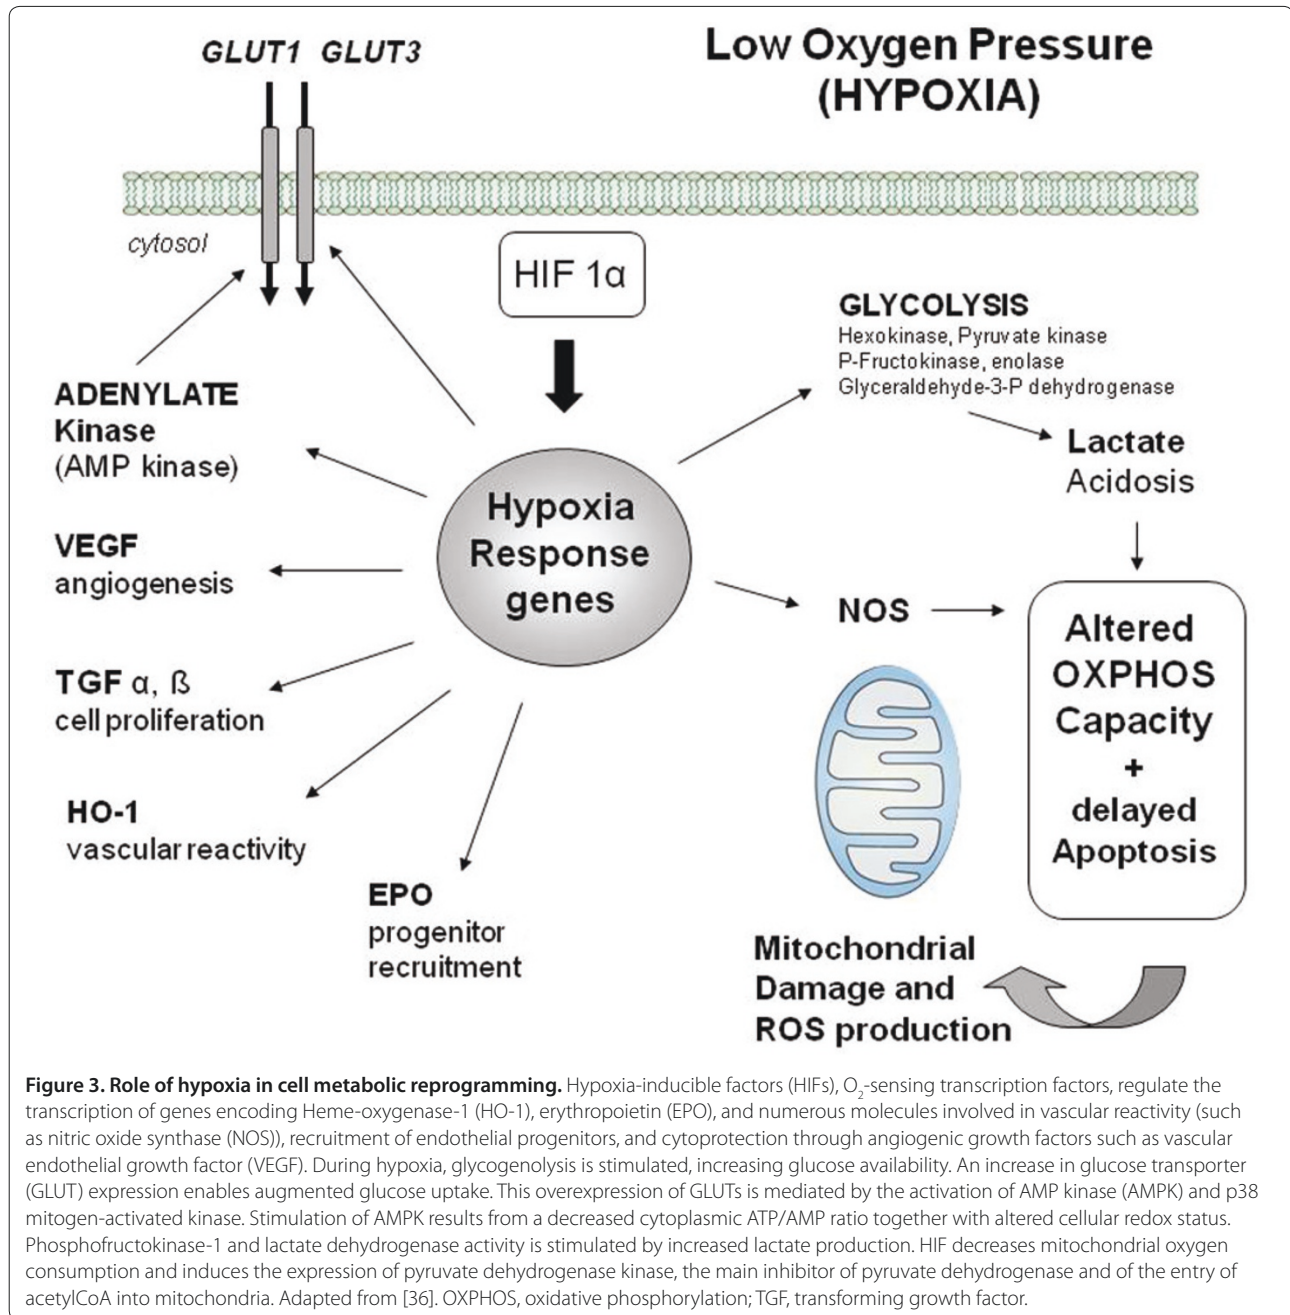 GLUT1 GLUT3
Low Oxygen Pressure
(HYPOXIA)
cytosol
HIF 1α
GLYCOLYSIS
Hexokinase, Pyruvate kinase
P-Fructokinase, enolase
Glyceraldehyde-3-P dehydrogenase
ADENYLATE
Kinase
(AMP kinase)
Lactate
Acidosis
Hypoxia
Response
genes
VEGF
angiogenesis
NOS
Altered
OXPHOS
Capacity
+
delayed
Apoptosis
TGF α, ß
cell proliferation
HO-1
vascular reactivity
EPO
progenitor
recruitment
Mitochondrial
Damage and
ROS production
Figure 3. Role of hypoxia in cell metabolic reprogramming. Hypoxia-inducible factors (HIFs), O₂-sensing transcription factors, regulate the
transcription of genes encoding Heme-oxygenase-1 (HO-1), erythropoietin (EPO), and numerous molecules involved in vascular reactivity (such
as nitric oxide synthase (NOS)), recruitment of endothelial progenitors, and cytoprotection through angiogenic growth factors such as vascular
endothelial growth factor (VEGF). During hypoxia, glycogenolysis is stimulated, increasing glucose availability. An increase in glucose transporter
(GLUT) expression enables augmented glucose uptake. This overexpression of GLUTs is mediated by the activation of AMP kinase (AMPK) and p38
mitogen-activated kinase. Stimulation of AMPK results from a decreased cytoplasmic ATP/AMP ratio together with altered cellular redox status.
Phosphofructokinase-1 and lactate dehydrogenase activity is stimulated by increased lactate production. HIF decreases mitochondrial oxygen
consumption and induces the expression of pyruvate dehydrogenase kinase, the main inhibitor of pyruvate dehydrogenase and of the entry of
acetylCoA into mitochondria. Adapted from [36]. OXPHOS, oxidative phosphorylation; TGF, transforming growth factor.